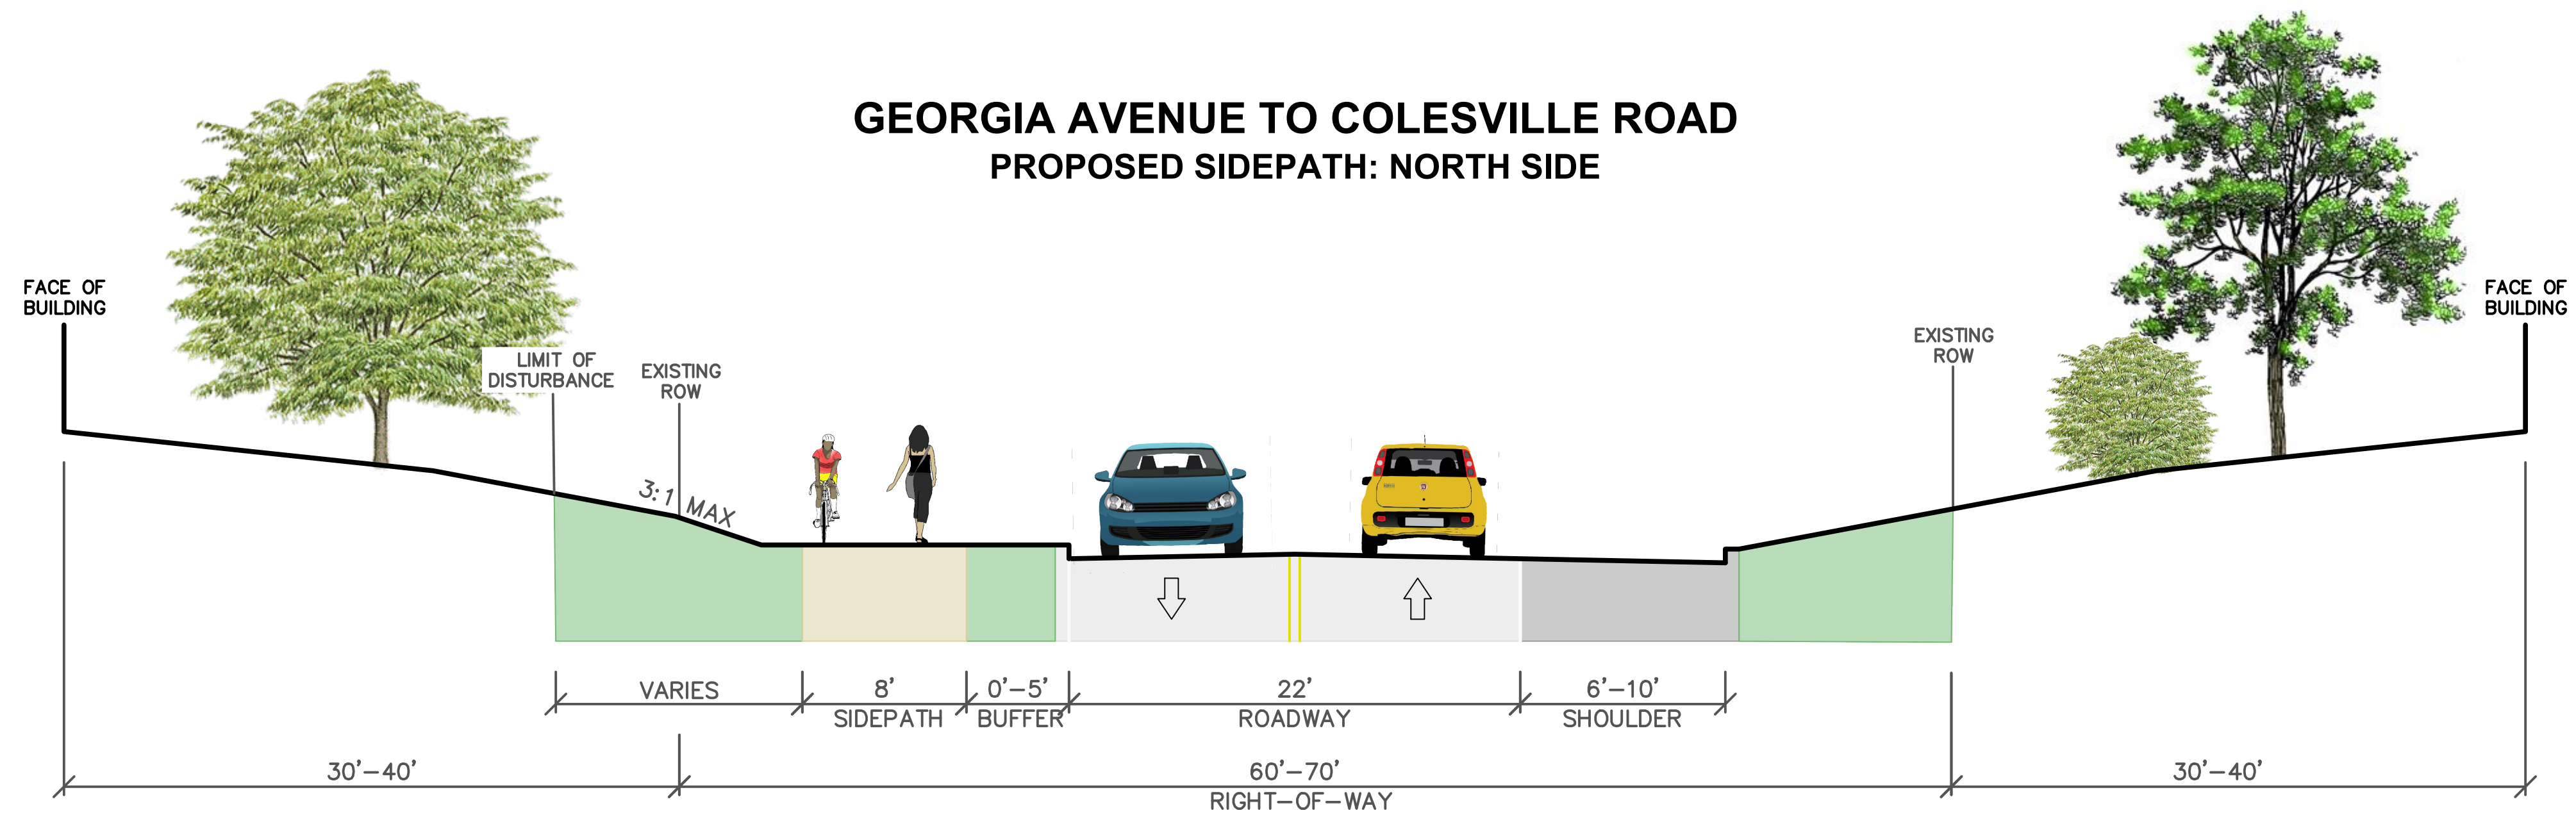 GEORGIA AVENUE TO COLESVILLE ROAD
PROPOSED SIDEPATH: NORTH SIDE
FACE OF
BUILDING
LIMIT OF
DISTURBANCE
EXISTING
ROW
3:1 MAX
EXISTING
ROW
FACE OF
BUILDING
VARIES
8'
SIDEPATH
0'-5'
BUFFER
22'
ROADWAY
6'-10'
SHOULDER
30'-40'
60'-70'
RIGHT-OF-WAY
30'-40'